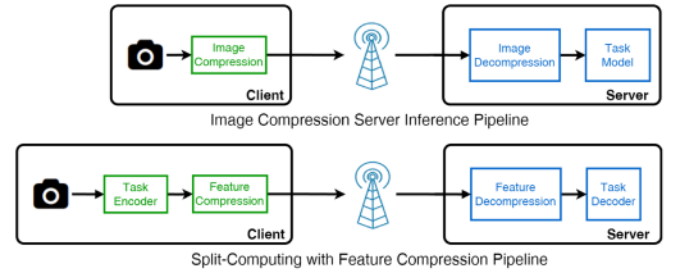 Image
Compression
Client
Image
Decompression
Task
Model
Server
Image Compression Server Inference Pipeline
Task
Encoder
Feature
Compression
Client
Feature
Decompression
Task
Decoder
Server
Split-Computing with Feature Compression Pipeline